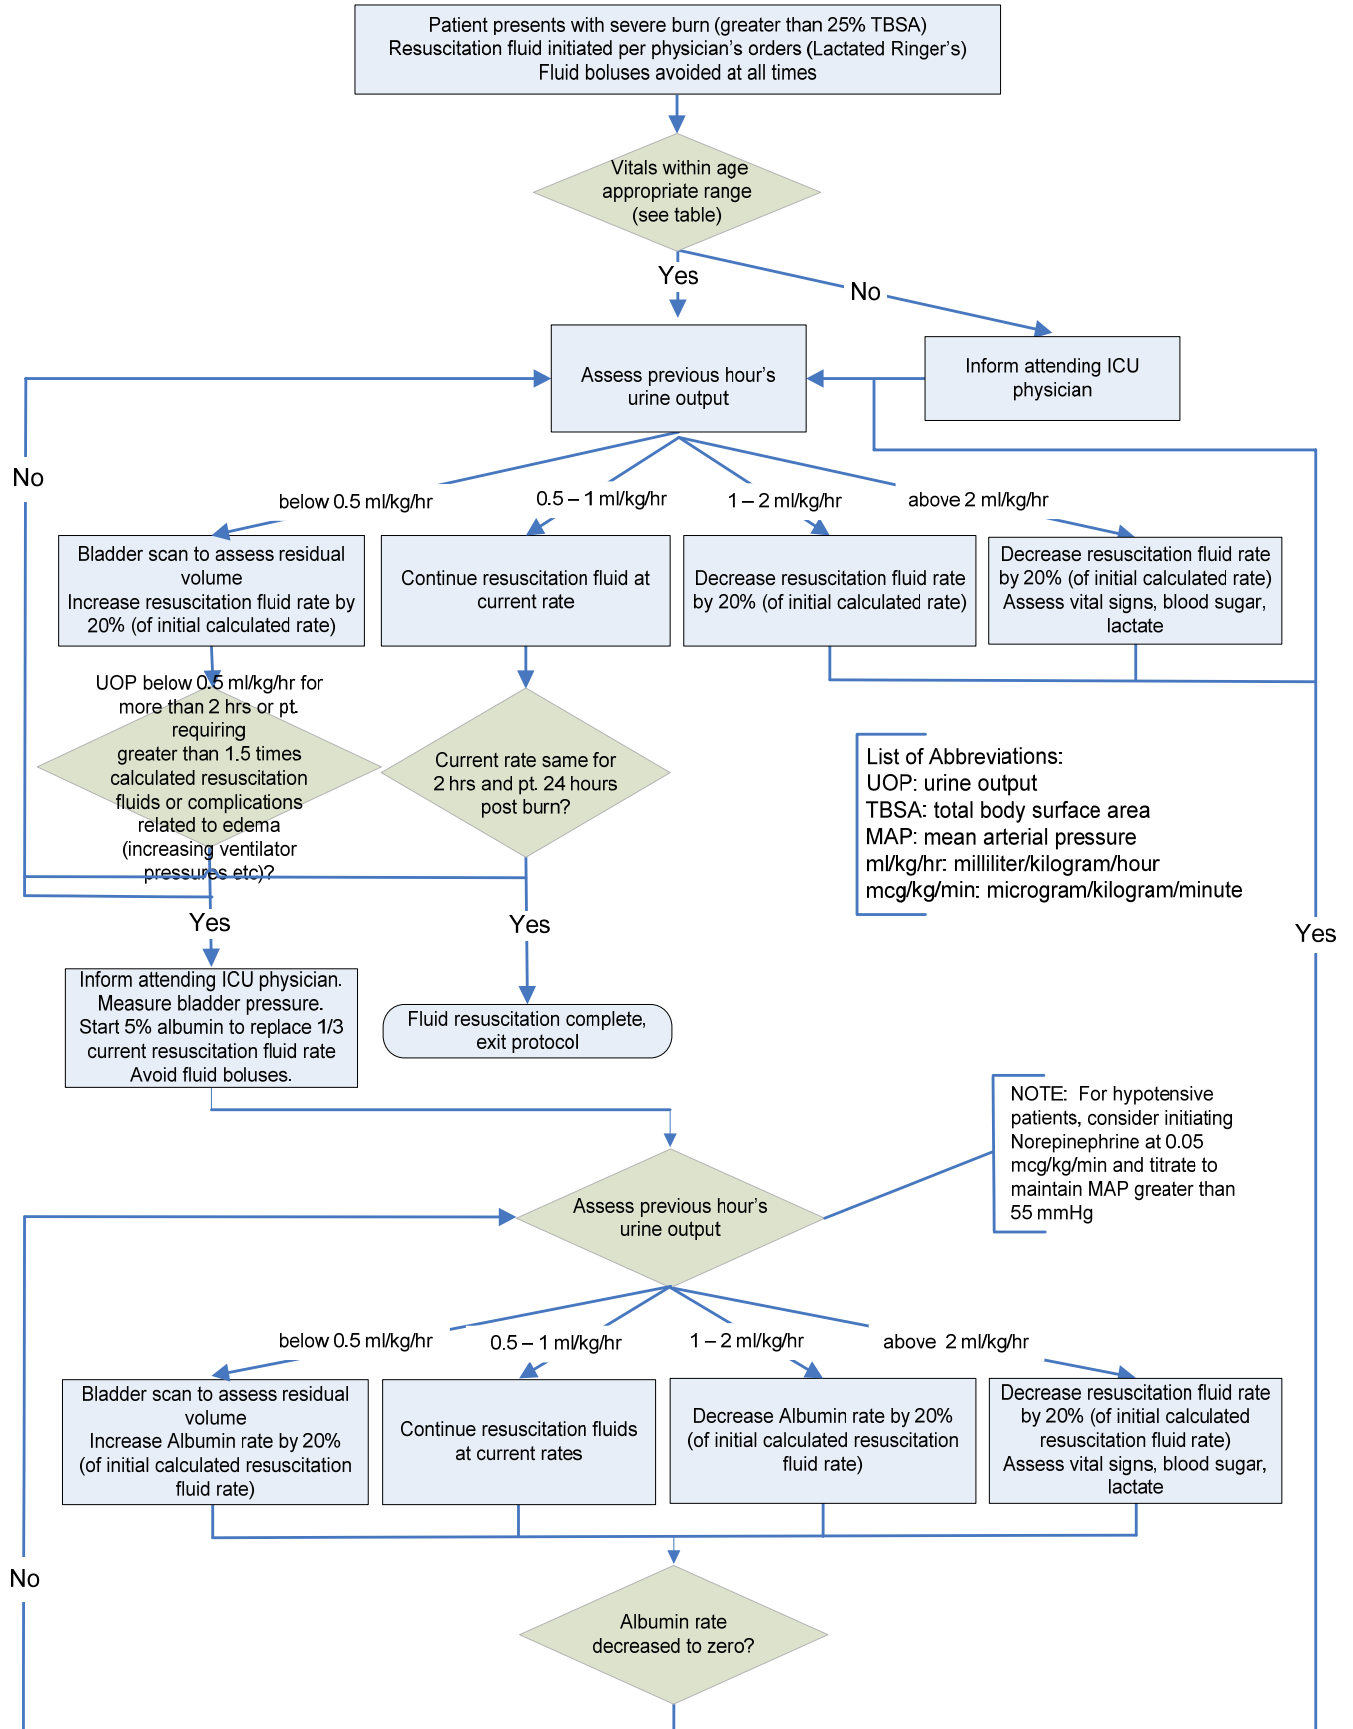 Patient presents with severe burn (greater than 25% TBSA)
Resuscitation fluid initiated per physician's orders (Lactated Ringer's)
Fluid boluses avoided at all times
Vitals within age
appropriate range
(see table)
Yes
No
Assess previous hour's
urine output
Inform attending ICU
physician
No
below 0.5 ml/kg/hr
0.5 – 1 ml/kg/hr
1 – 2 ml/kg/hr
above 2 ml/kg/hr
Bladder scan to assess residual
volume
Increase resuscitation fluid rate by
20% (of initial calculated rate)
Continue resuscitation fluid at
current rate
Decrease resuscitation fluid rate
by 20% (of initial calculated rate)
Decrease resuscitation fluid rate
by 20% (of initial calculated rate)
Assess vital signs, blood sugar,
lactate
UOP below 0.5 ml/kg/hr for
more than 2 hrs or pt.
requiring
greater than 1.5 times
calculated resuscitation
fluids or complications
related to edema
(increasing ventilator
pressures etc)?
Current rate same for
2 hrs and pt. 24 hours
post burn?
List of Abbreviations:
UOP: urine output
TBSA: total body surface area
MAP: mean arterial pressure
ml/kg/hr: milliliter/kilogram/hour
mcg/kg/min: microgram/kilogram/minute
Yes
Yes
Yes
Inform attending ICU physician.
Measure bladder pressure.
Start 5% albumin to replace 1/3
current resuscitation fluid rate
Avoid fluid boluses.
Fluid resuscitation complete,
exit protocol
NOTE: For hypotensive
patients, consider initiating
Norepinephrine at 0.05
mcg/kg/min and titrate to
maintain MAP greater than
55 mmHg
Assess previous hour's
urine output
below 0.5 ml/kg/hr
0.5 – 1 ml/kg/hr
1 – 2 ml/kg/hr
above 2 ml/kg/hr
Bladder scan to assess residual
volume
Increase Albumin rate by 20%
(of initial calculated resuscitation
fluid rate)
Continue resuscitation fluids
at current rates
Decrease Albumin rate by 20%
(of initial calculated resuscitation
fluid rate)
Decrease resuscitation fluid rate
by 20% (of initial calculated
resuscitation fluid rate)
Assess vital signs, blood sugar,
lactate
No
Albumin rate
decreased to zero?